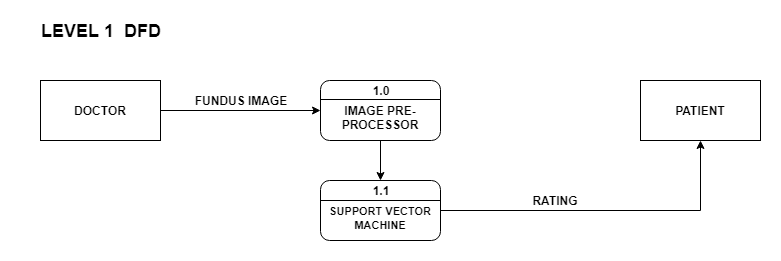 LEVEL 1 DFD
DOCTOR
FUNDUS IMAGE
1.0
IMAGE PRE-
PROCESSOR
PATIENT
1.1
SUPPORT VECTOR
MACHINE
RATING